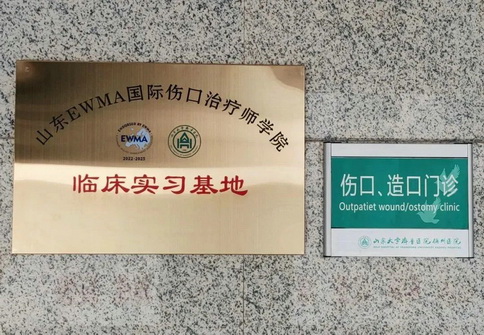 山东EWMA国际伤口治疗师学院
EWMA
2022-2025
临床实习基地
伤口、造口门诊
Outpatiet wound/ostomy clinic